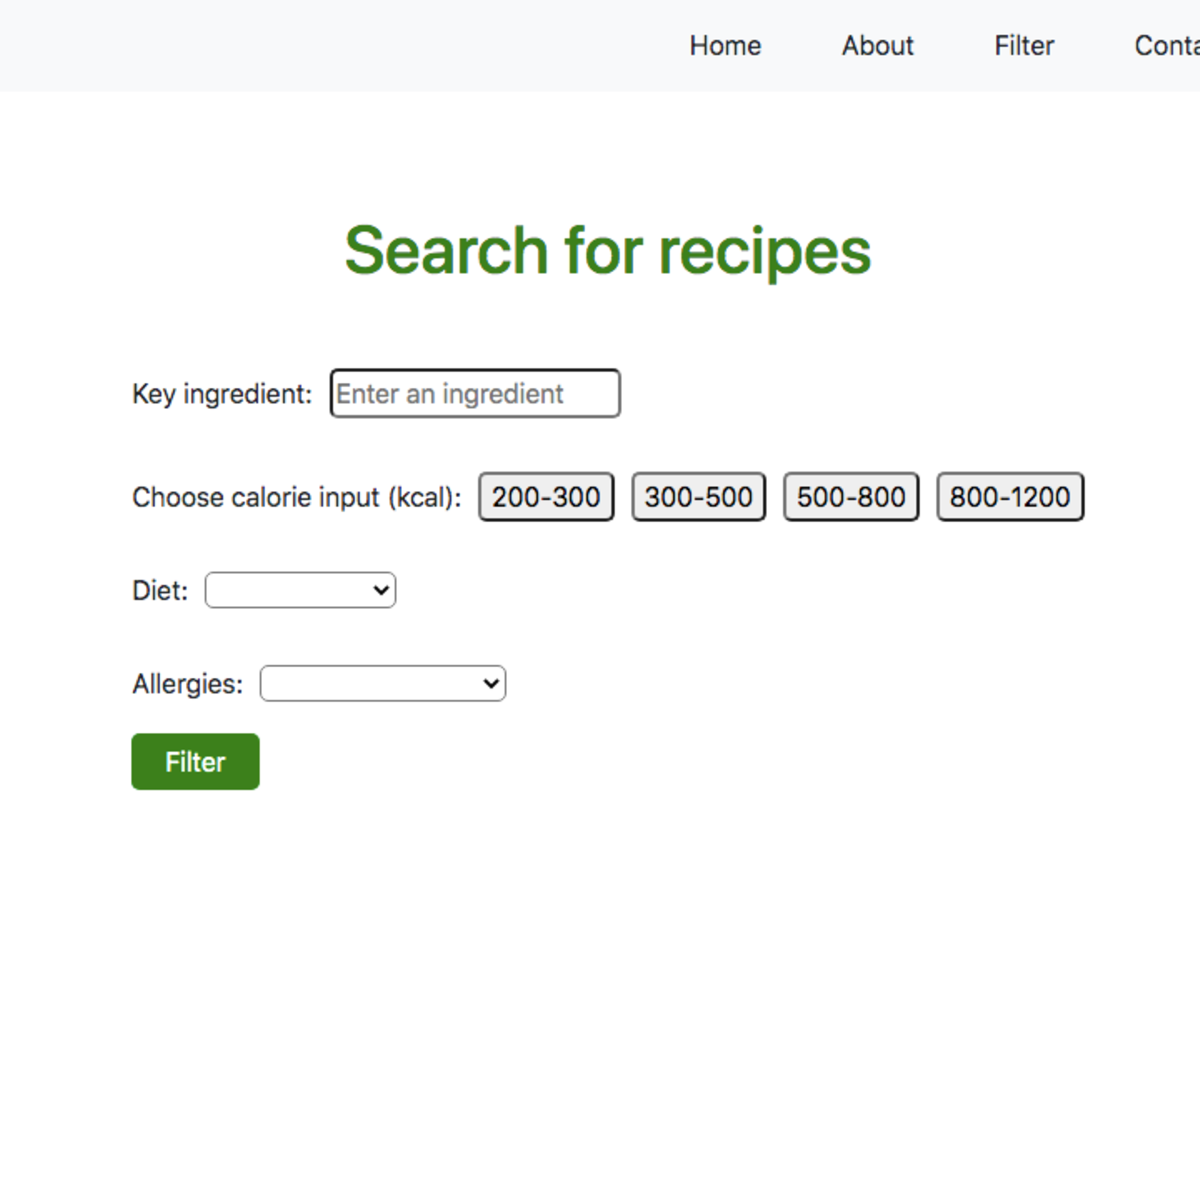 Home About Filter Conta
Search for recipes
Key ingredient: Enter an ingredient
Choose calorie input (kcal): 200-300 300-500 500-800 800-1200
Diet:
Allergies:
Filter